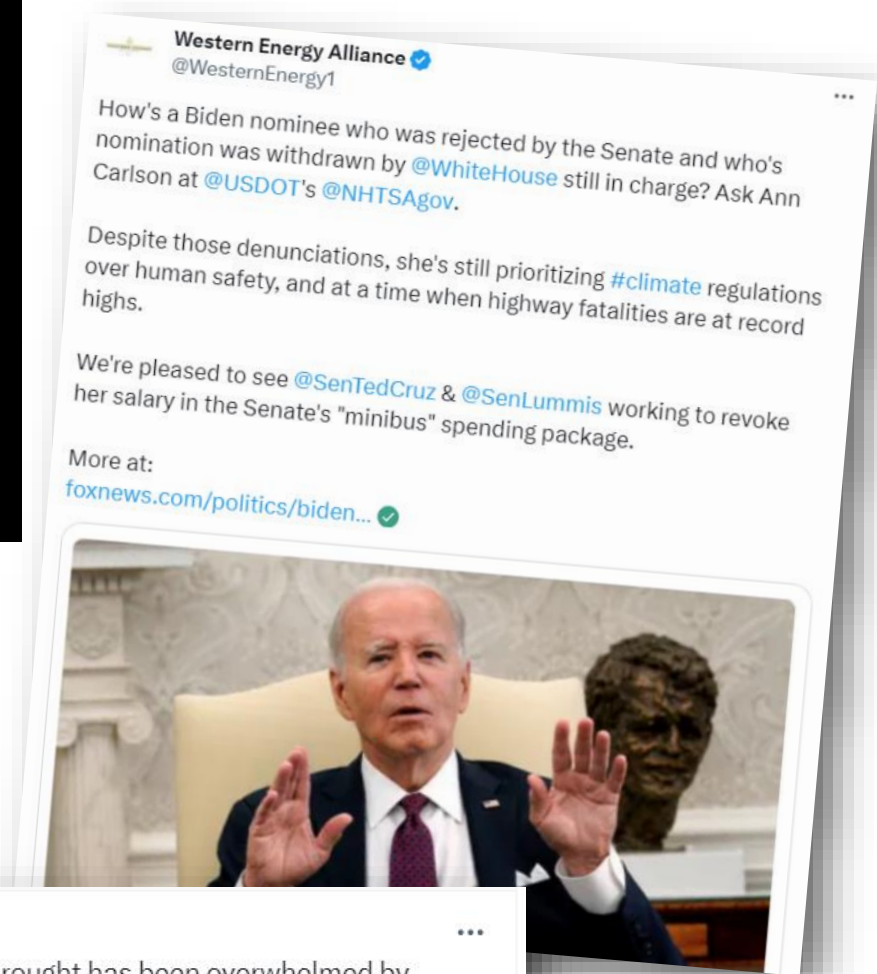 Western Energy Alliance
@WesternEnergy1
How's a Biden nominee who was rejected by the Senate and who's
nomination was withdrawn by @WhiteHouse still in charge? Ask Ann
Carlson at @USDOT's @NHTSAgov.
Despite those denunciations, she's still prioritizing #climate regulations
over human safety, and at a time when highway fatalities are at record
highs.
We're pleased to see @SenTedCruz & @SenLummis working to revoke
her salary in the Senate's "minibus" spending package.
More at:
foxnews.com/politics/biden...
rought has been overwhelmed by